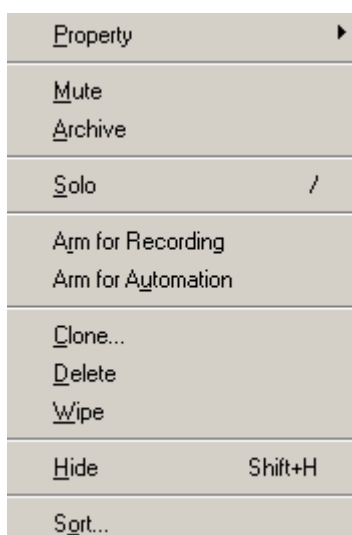 Property
Mute
Archive
Solo /
Arm for Recording
Arm for Automation
Clone...
Delete
Wipe
Hide Shift+H
Sort...